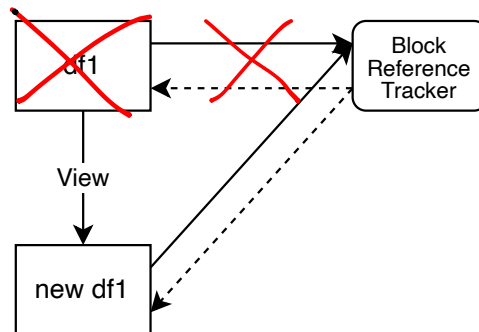 df1
Block
Reference
Tracker
View
new df1